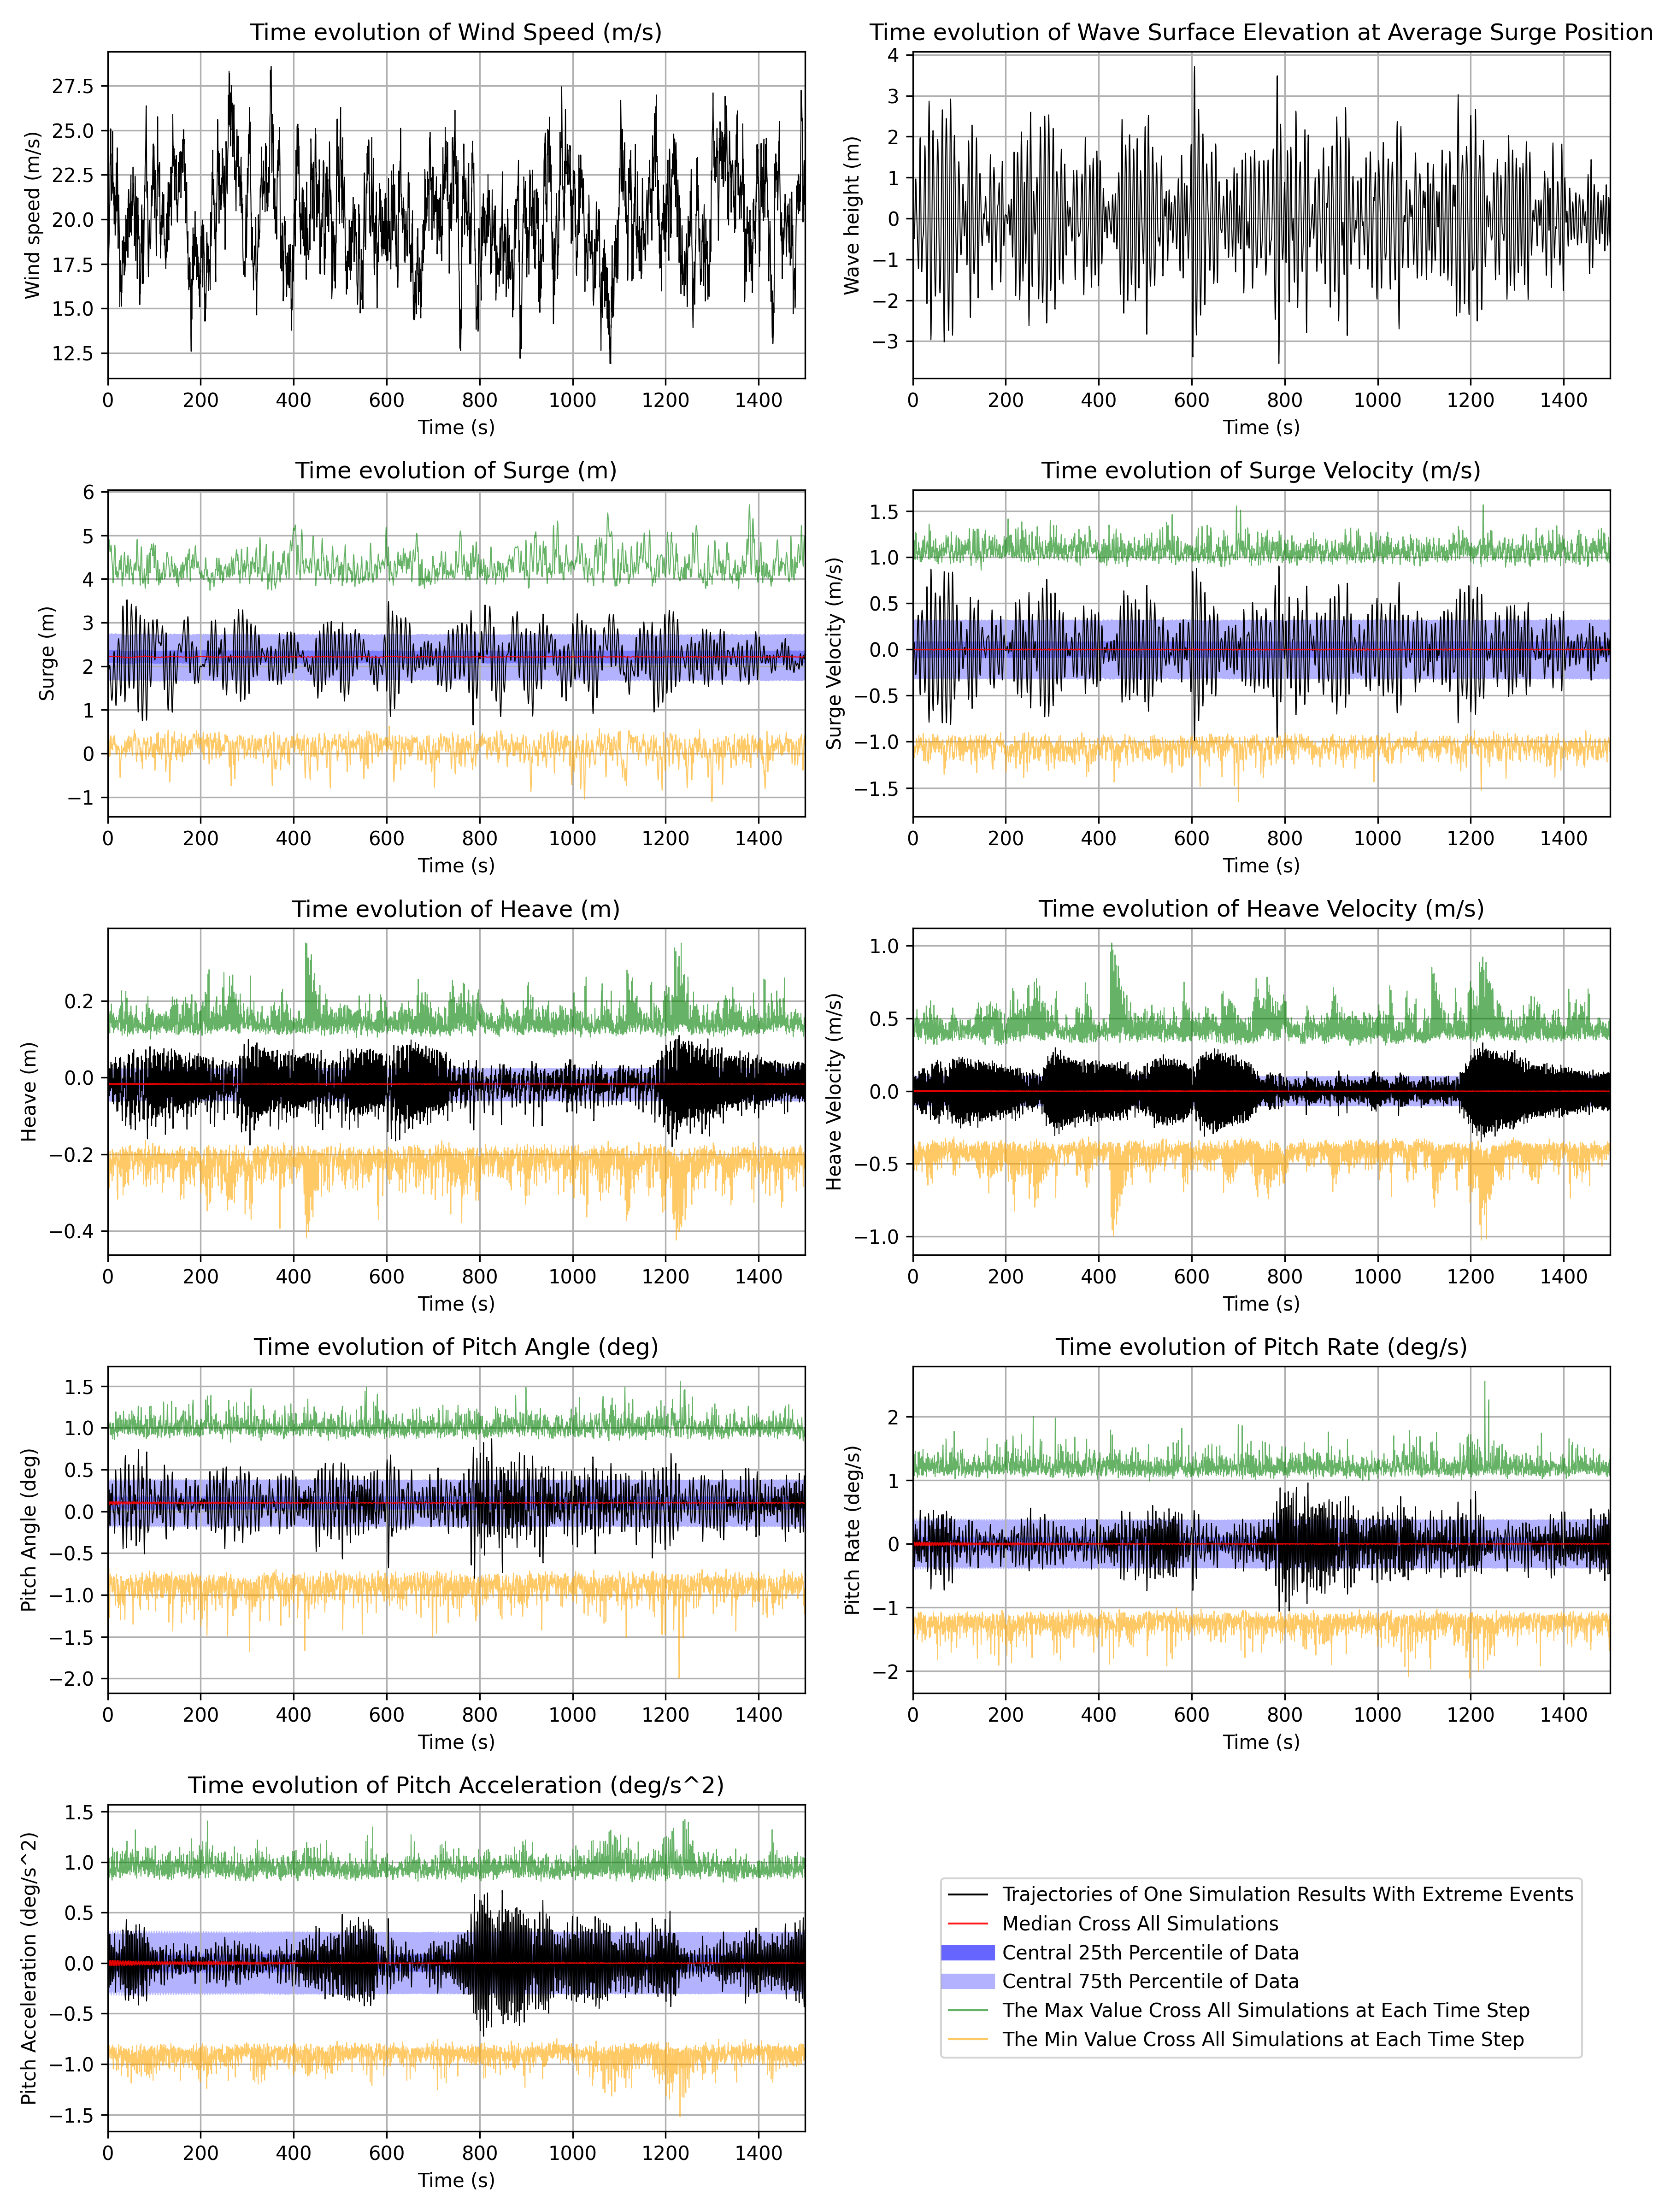 Time evolution of Wind Speed (m/s)
Wind speed (m/s)
27.5
25.0
22.5
20.0
17.5
15.0
12.5
0 200 400 600 800 1000 1200 1400
Time (s)
Time evolution of Wave Surface Elevation at Average Surge Position
Wave height (m)
4
3
2
1
0
−1
−2
−3
0 200 400 600 800 1000 1200 1400
Time (s)
Time evolution of Surge (m)
Surge (m)
6
5
4
3
2
1
0
−1
0 200 400 600 800 1000 1200 1400
Time (s)
Time evolution of Surge Velocity (m/s)
Surge Velocity (m/s)
1.5
1.0
0.5
0.0
−0.5
−1.0
−1.5
0 200 400 600 800 1000 1200 1400
Time (s)
Time evolution of Heave (m)
Heave (m)
0.2
0.0
−0.2
−0.4
0 200 400 600 800 1000 1200 1400
Time (s)
Time evolution of Heave Velocity (m/s)
Heave Velocity (m/s)
1.0
0.5
0.0
−0.5
−1.0
0 200 400 600 800 1000 1200 1400
Time (s)
Time evolution of Pitch Angle (deg)
Pitch Angle (deg)
1.5
1.0
0.5
0.0
−0.5
−1.0
−1.5
−2.0
0 200 400 600 800 1000 1200 1400
Time (s)
Time evolution of Pitch Rate (deg/s)
Pitch Rate (deg/s)
2
1
0
−1
−2
0 200 400 600 800 1000 1200 1400
Time (s)
Time evolution of Pitch Acceleration (deg/s^2)
Pitch Acceleration (deg/s^2)
1.5
1.0
0.5
0.0
−0.5
−1.0
−1.5
0 200 400 600 800 1000 1200 1400
Time (s)
Trajectories of One Simulation Results With Extreme Events
Median Cross All Simulations
Central 25th Percentile of Data
Central 75th Percentile of Data
The Max Value Cross All Simulations at Each Time Step
The Min Value Cross All Simulations at Each Time Step